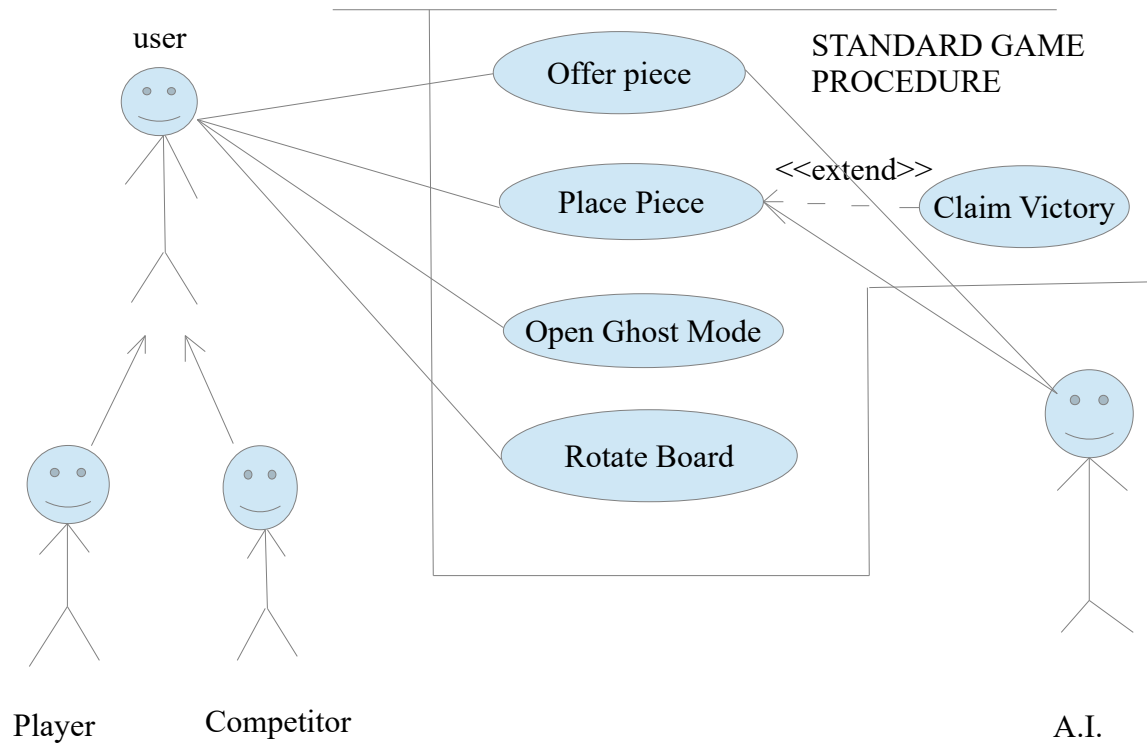 user
Offer piece
STANDARD GAME
PROCEDURE
<<extend>>
Place Piece
Claim Victory
Open Ghost Mode
Rotate Board
Player
Competitor
A.I.